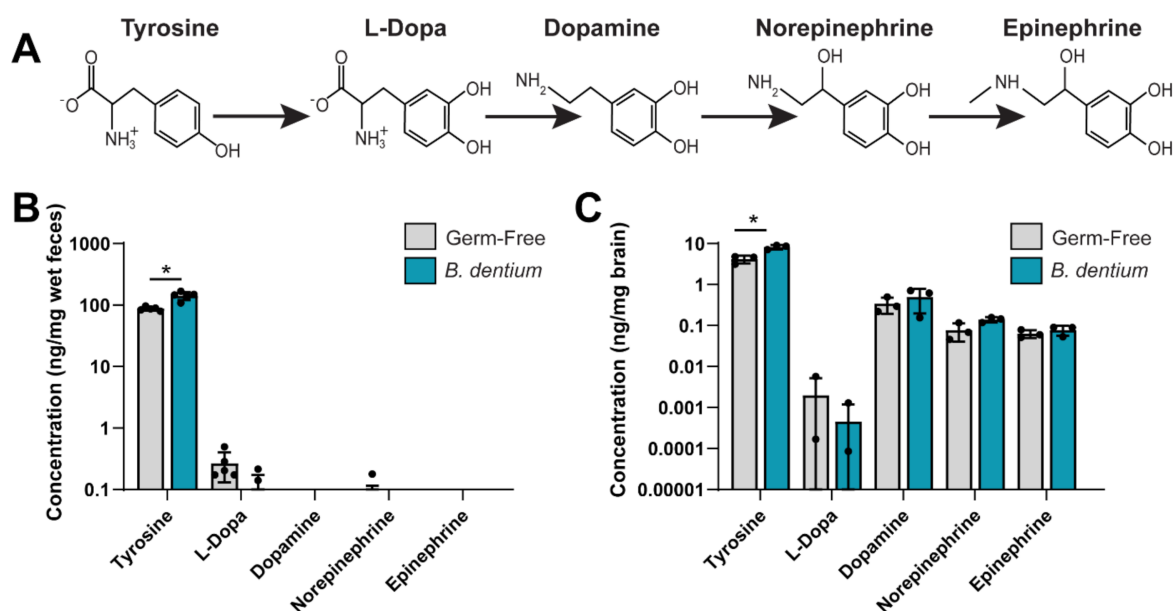 A
Tyrosine
L-Dopa
Dopamine
Norepinephrine
Epinephrine
O
-O
NH3+
OH
O
-O
NH3+
OH
OH
NH2
OH
OH
NH2
OH
OH
OH
NH
OH
OH
OH
B
Germ-Free
B. dentium
Concentration (ng/mg wet feces)
1000
100
10
1
0.1
*
Tyrosine
L-Dopa
Dopamine
Norepinephrine
Epinephrine
C
Germ-Free
B. dentium
Concentration (ng/mg brain)
10
1
0.1
0.01
0.001
0.0001
0.00001
*
Tyrosine
L-Dopa
Dopamine
Norepinephrine
Epinephrine